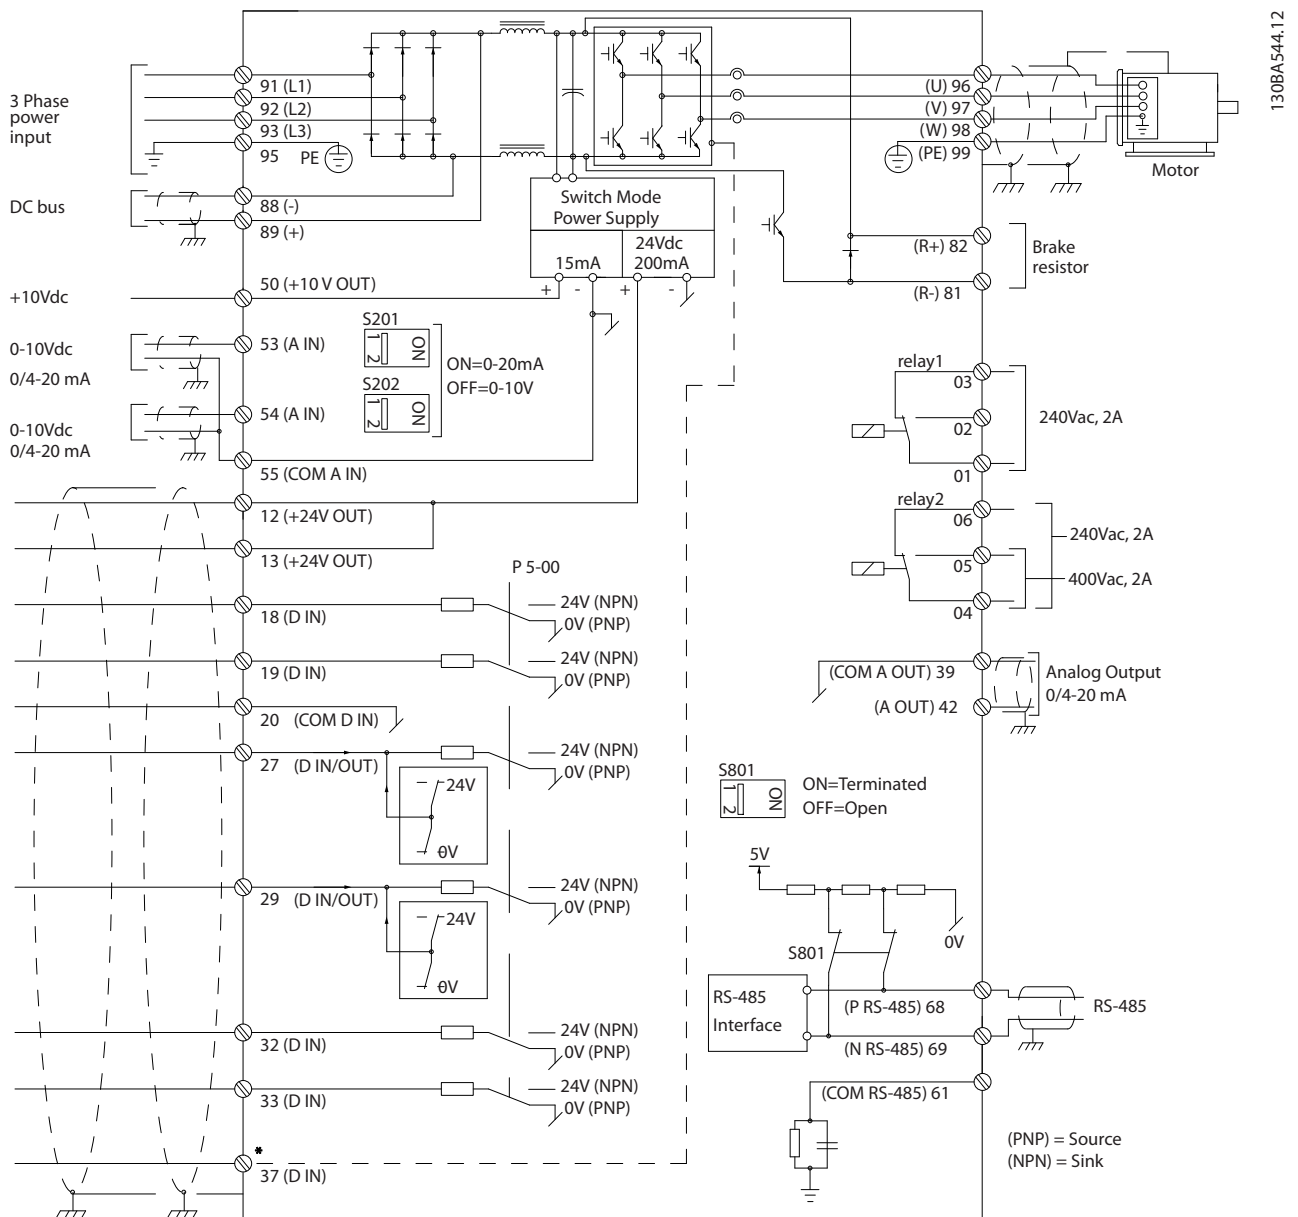 130BA544.12
3 Phase
power
input
91 (L1)
92 (L2)
93 (L3)
95 PE
DC bus
88 (-)
89 (+)
+10Vdc
50 (+10 V OUT)
0-10Vdc
0/4-20 mA
53 (A IN)
0-10Vdc
0/4-20 mA
54 (A IN)
55 (COM A IN)
12 (+24V OUT)
13 (+24V OUT)
18 (D IN)
19 (D IN)
20 (COM D IN)
27 (D IN/OUT)
24V
0V
29 (D IN/OUT)
24V
0V
32 (D IN)
33 (D IN)
*
37 (D IN)
S201
1 2
ON
S202
1 2
ON
ON=0-20mA
OFF=0-10V
P 5-00
24V (NPN)
0V (PNP)
24V (NPN)
0V (PNP)
24V (NPN)
0V (PNP)
24V (NPN)
0V (PNP)
24V (NPN)
0V (PNP)
24V (NPN)
0V (PNP)
Switch Mode
Power Supply
24Vdc
15mA 200mA
+ - + -
(U) 96
(V) 97
(W) 98
(PE) 99
Motor
(R+) 82
(R-) 81
Brake
resistor
relay1
03
02
01
240Vac, 2A
relay2
06
05
04
240Vac, 2A
400Vac, 2A
(COM A OUT) 39
(A OUT) 42
Analog Output
0/4-20 mA
S801
1 2
ON
ON=Terminated
OFF=Open
5V
0V
S801
RS-485
Interface
(P RS-485) 68
(N RS-485) 69
RS-485
(COM RS-485) 61
(PNP) = Source
(NPN) = Sink